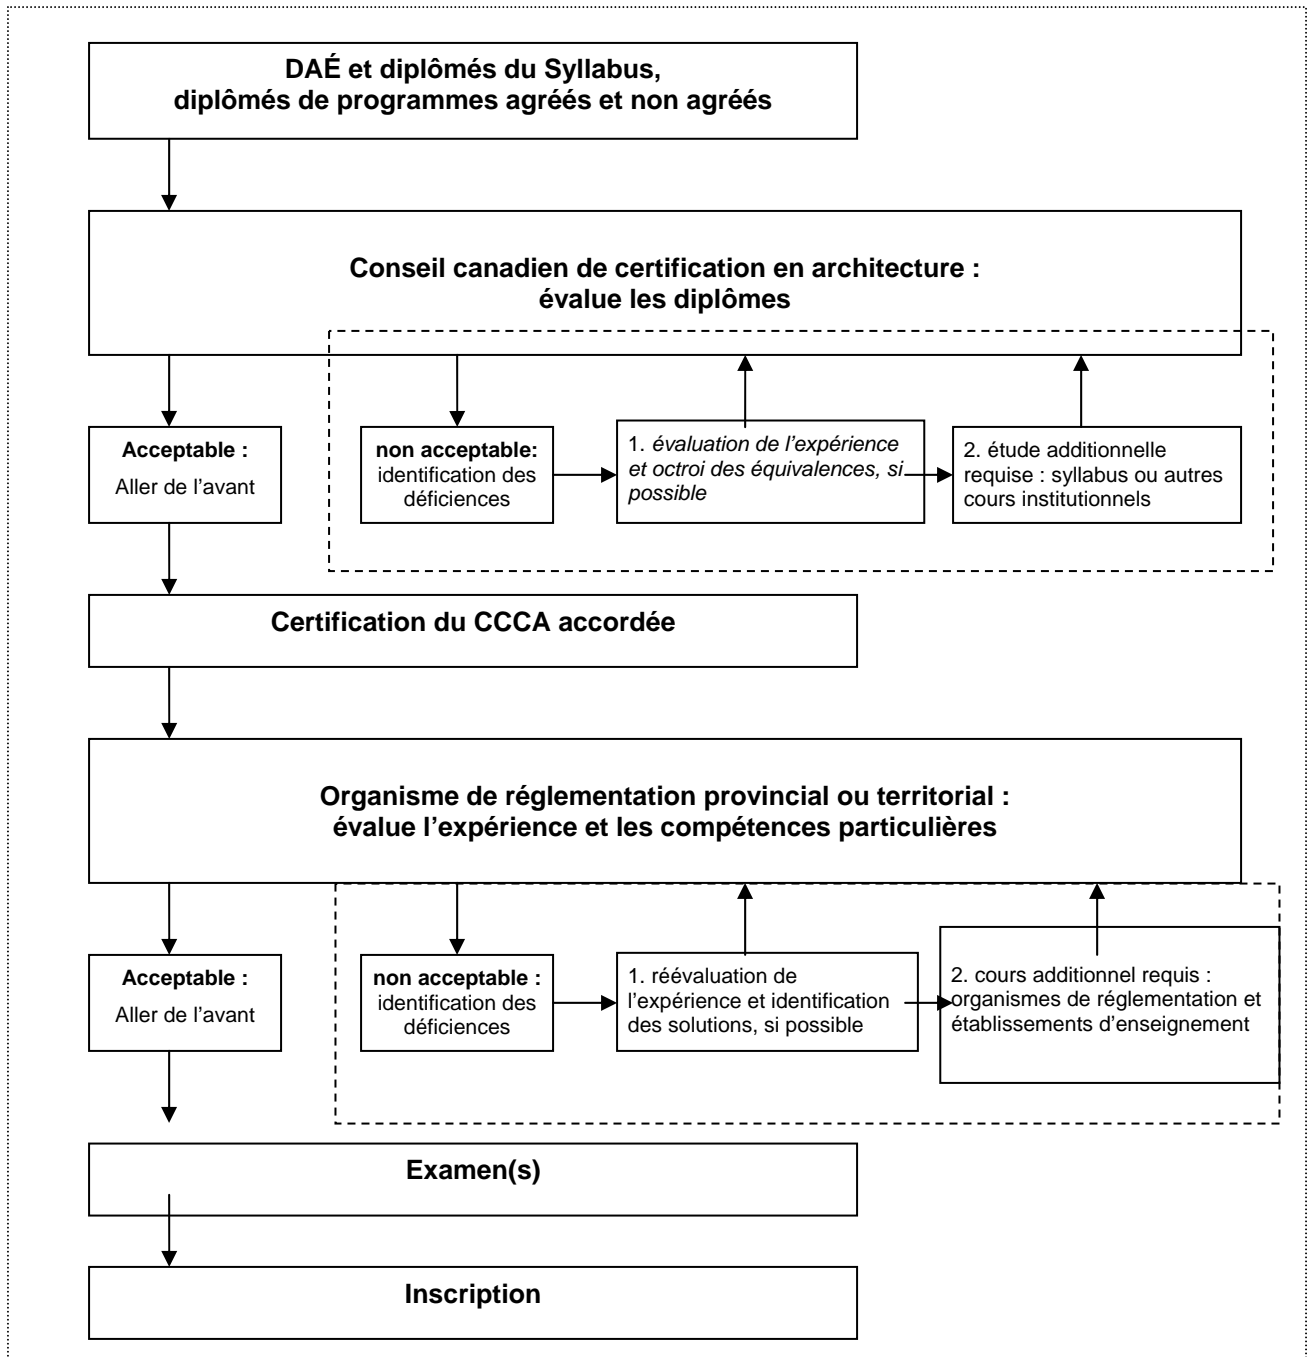 DAÉ et diplômés du Syllabus,
diplômés de programmes agréés et non agréés
Conseil canadien de certification en architecture :
évalue les diplômes
Acceptable :
Aller de l’avant
non acceptable:
identification des
déficiences
1. évaluation de l’expérience
et octroi des équivalences, si
possible
2. étude additionnelle
requise : syllabus ou autres
cours institutionnels
Certification du CCCA accordée
Organisme de réglementation provincial ou territorial :
évalue l’expérience et les compétences particulières
Acceptable :
Aller de l’avant
non acceptable :
identification des
déficiences
1. réévaluation de
l’expérience et identification
des solutions, si possible
2. cours additionnel requis :
organismes de réglementation et
établissements d’enseignement
Examen(s)
Inscription